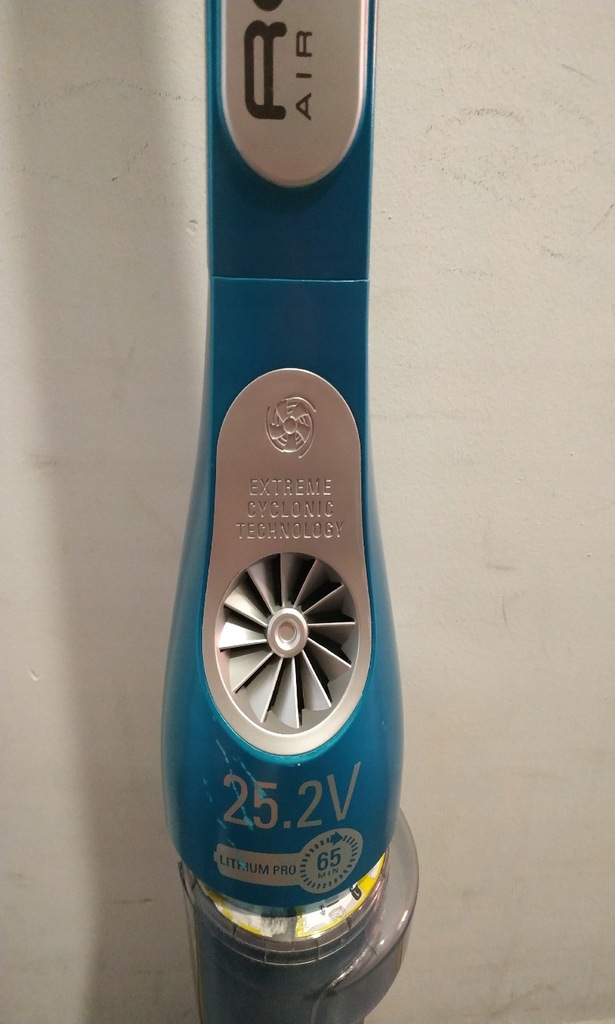 AIR
EXTREME
CYCLONIC
TECHNOLOGY
25.2V
LITHIUM PRO
65
MIN